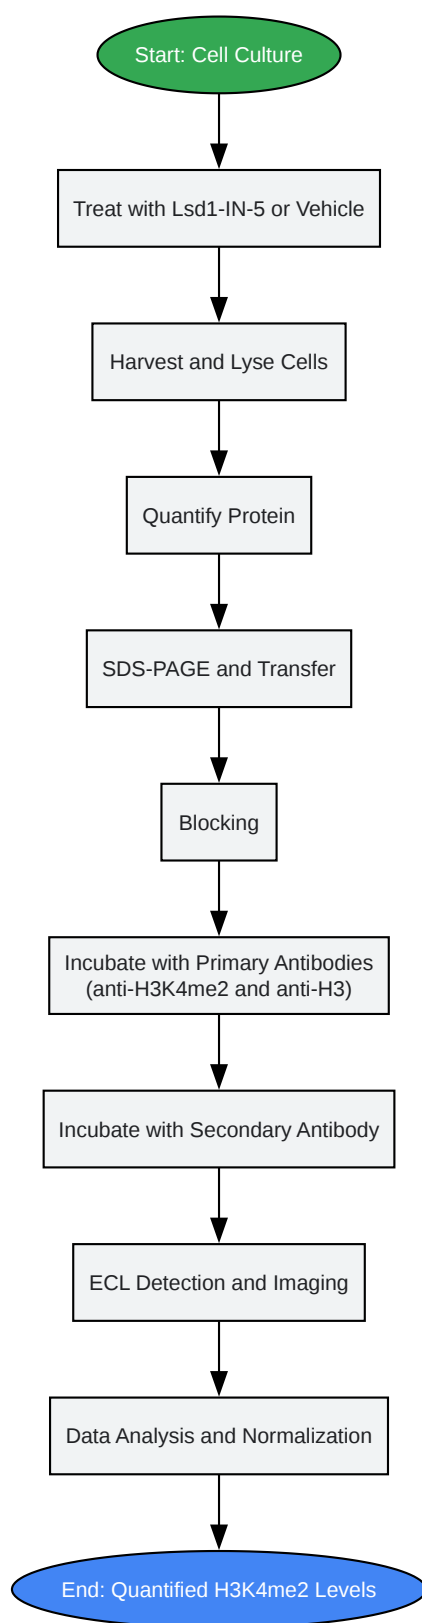 Start: Cell Culture
Treat with Lsd1-IN-5 or Vehicle
Harvest and Lyse Cells
Quantify Protein
SDS-PAGE and Transfer
Blocking
Incubate with Primary Antibodies
(anti-H3K4me2 and anti-H3)
Incubate with Secondary Antibody
ECL Detection and Imaging
Data Analysis and Normalization
End: Quantified H3K4me2 Levels